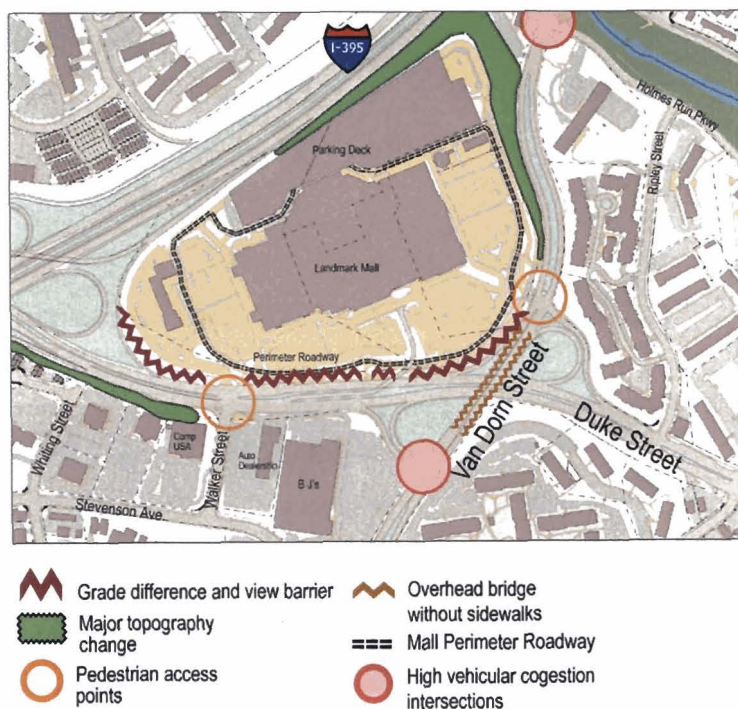 I-395
Holmes Run Pkwy
Ripley Street
Parking Deck
Landmark Mall
Perimeter Roadway
Van Dorn Street
Duke Street
Whiting Street
Comp
USA
Walker Street
Auto
Dealership
B J's
Stevenson Ave.
Grade difference and view barrier
Major topography
change
Pedestrian access
points
Overhead bridge
without sidewalks
Mall Perimeter Roadway
High vehicular cogestion
intersections